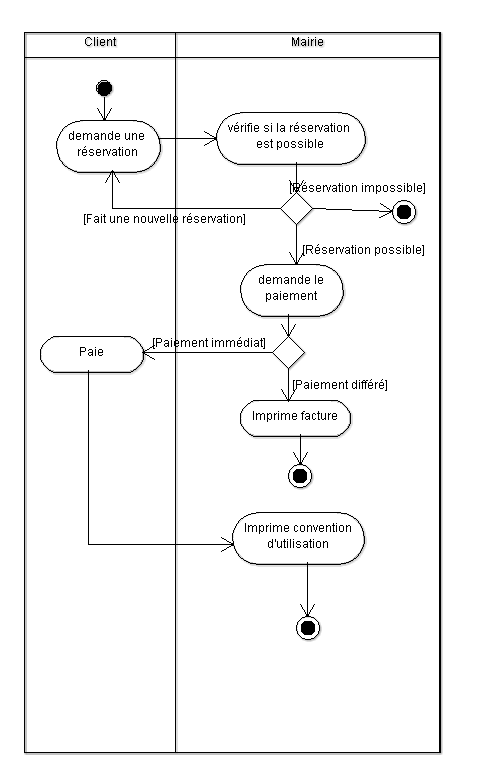 Client
Mairie
demande une
réservation
vérifie si la réservation
est possible
[Réservation impossible]
[Fait une nouvelle réservation]
[Réservation possible]
demande le
paiement
[Paiement immédiat]
Paie
[Paiement différé]
Imprime facture
Imprime convention
d'utilisation